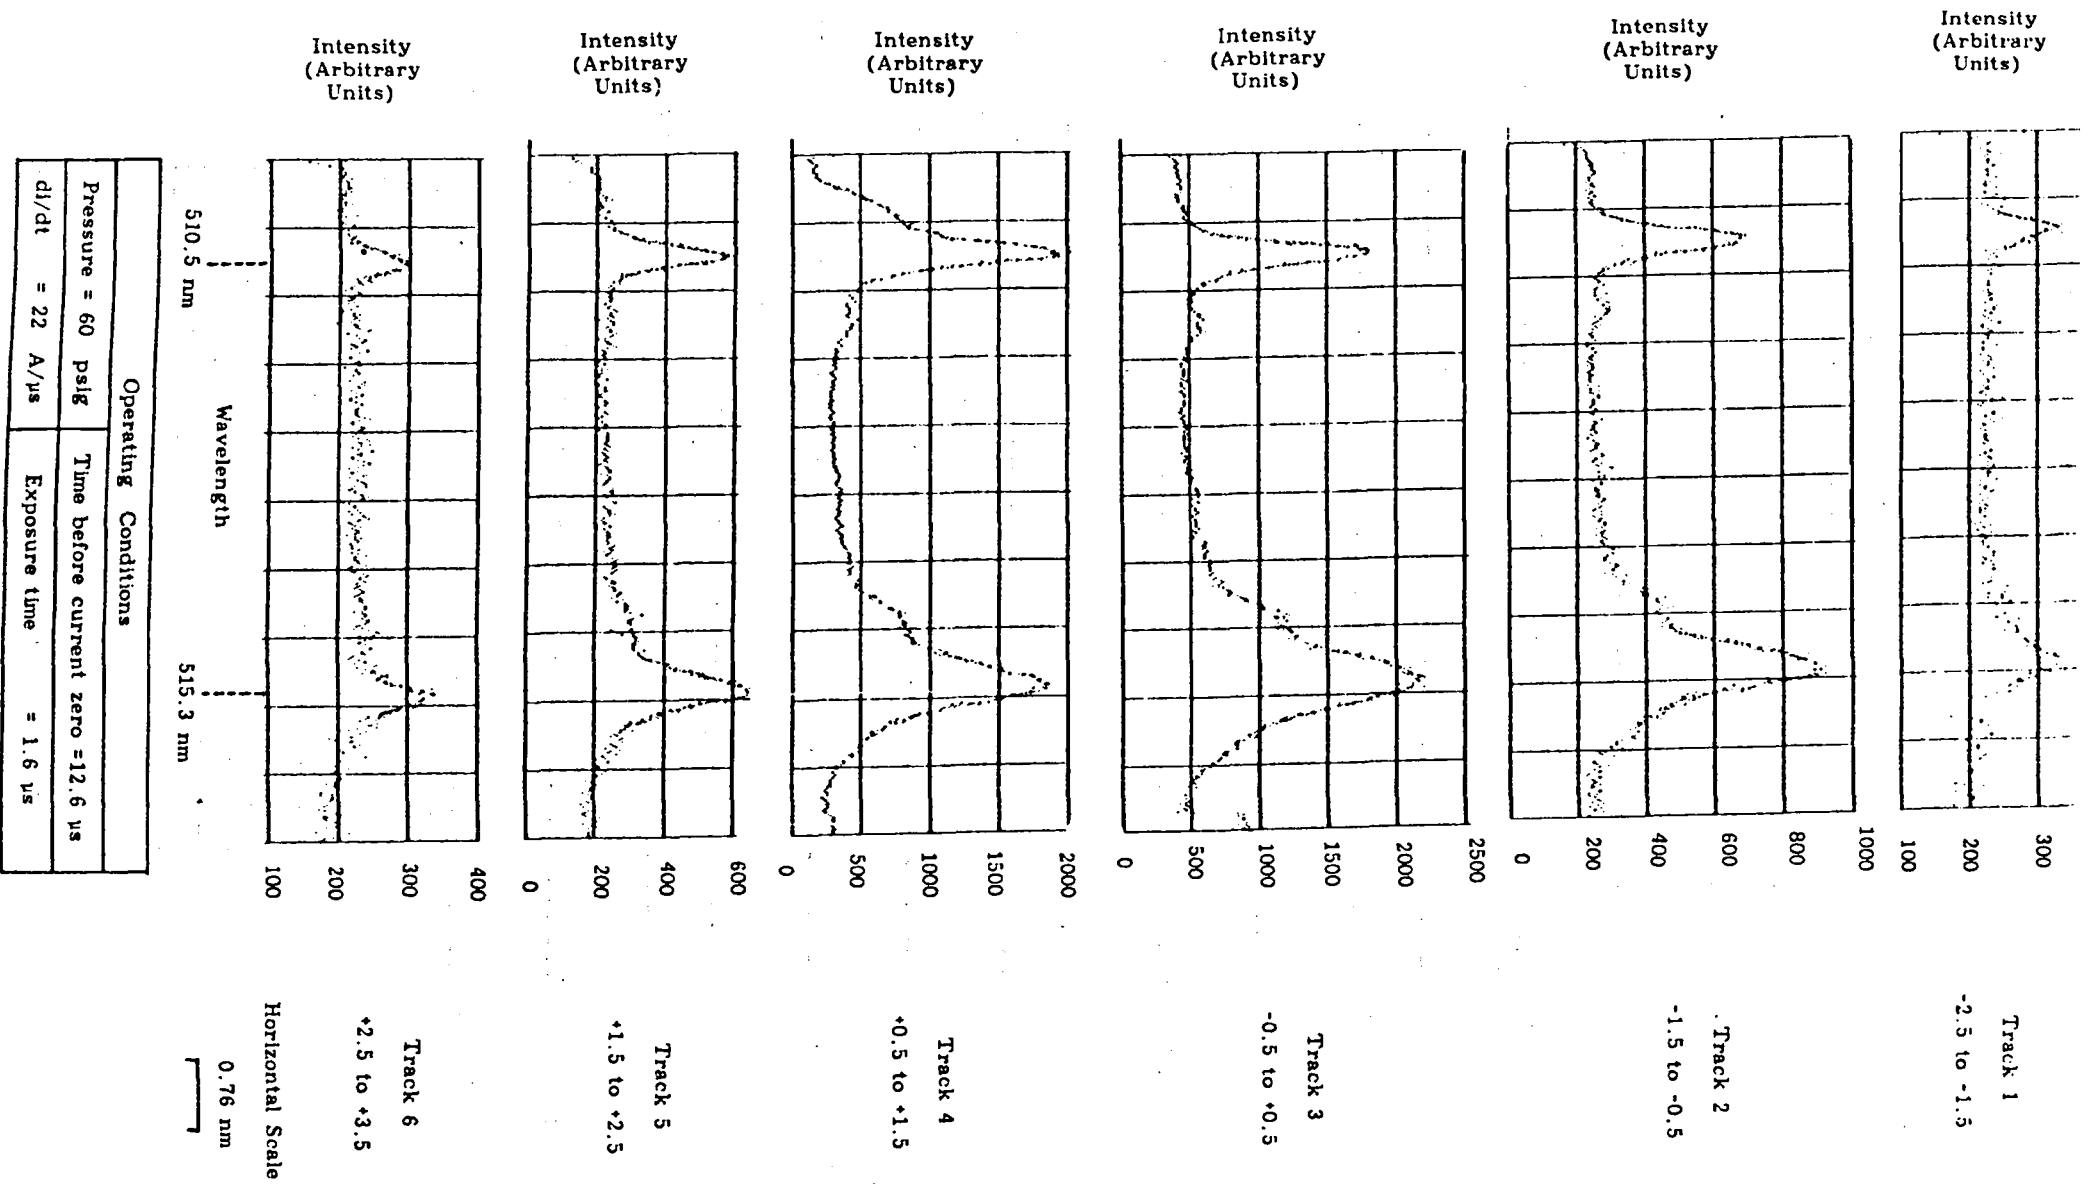 Intensity
(Arbitrary
Units)
100
200
300
Track 1
-2.5 to -1.5
Intensity
(Arbitrary
Units)
0
200
400
600
800
1000
Track 2
-1.5 to -0.5
Intensity
(Arbitrary
Units)
0
500
1000
1500
2000
2500
Track 3
-0.5 to +0.5
Intensity
(Arbitrary
Units)
0
500
1000
1500
2000
Track 4
+0.5 to +1.5
Intensity
(Arbitrary
Units)
0
200
400
600
Track 5
+1.5 to +2.5
Intensity
(Arbitrary
Units)
100
200
300
400
Track 6
+2.5 to +3.5
510.5 nm
Wavelength
515.3 nm
Horizontal Scale
0.76 nm
Operating Conditions
Pressure = 60 psig
Time before current zero =12.6 µs
di/dt = 22 A/µs
Exposure time = 1.6 µs